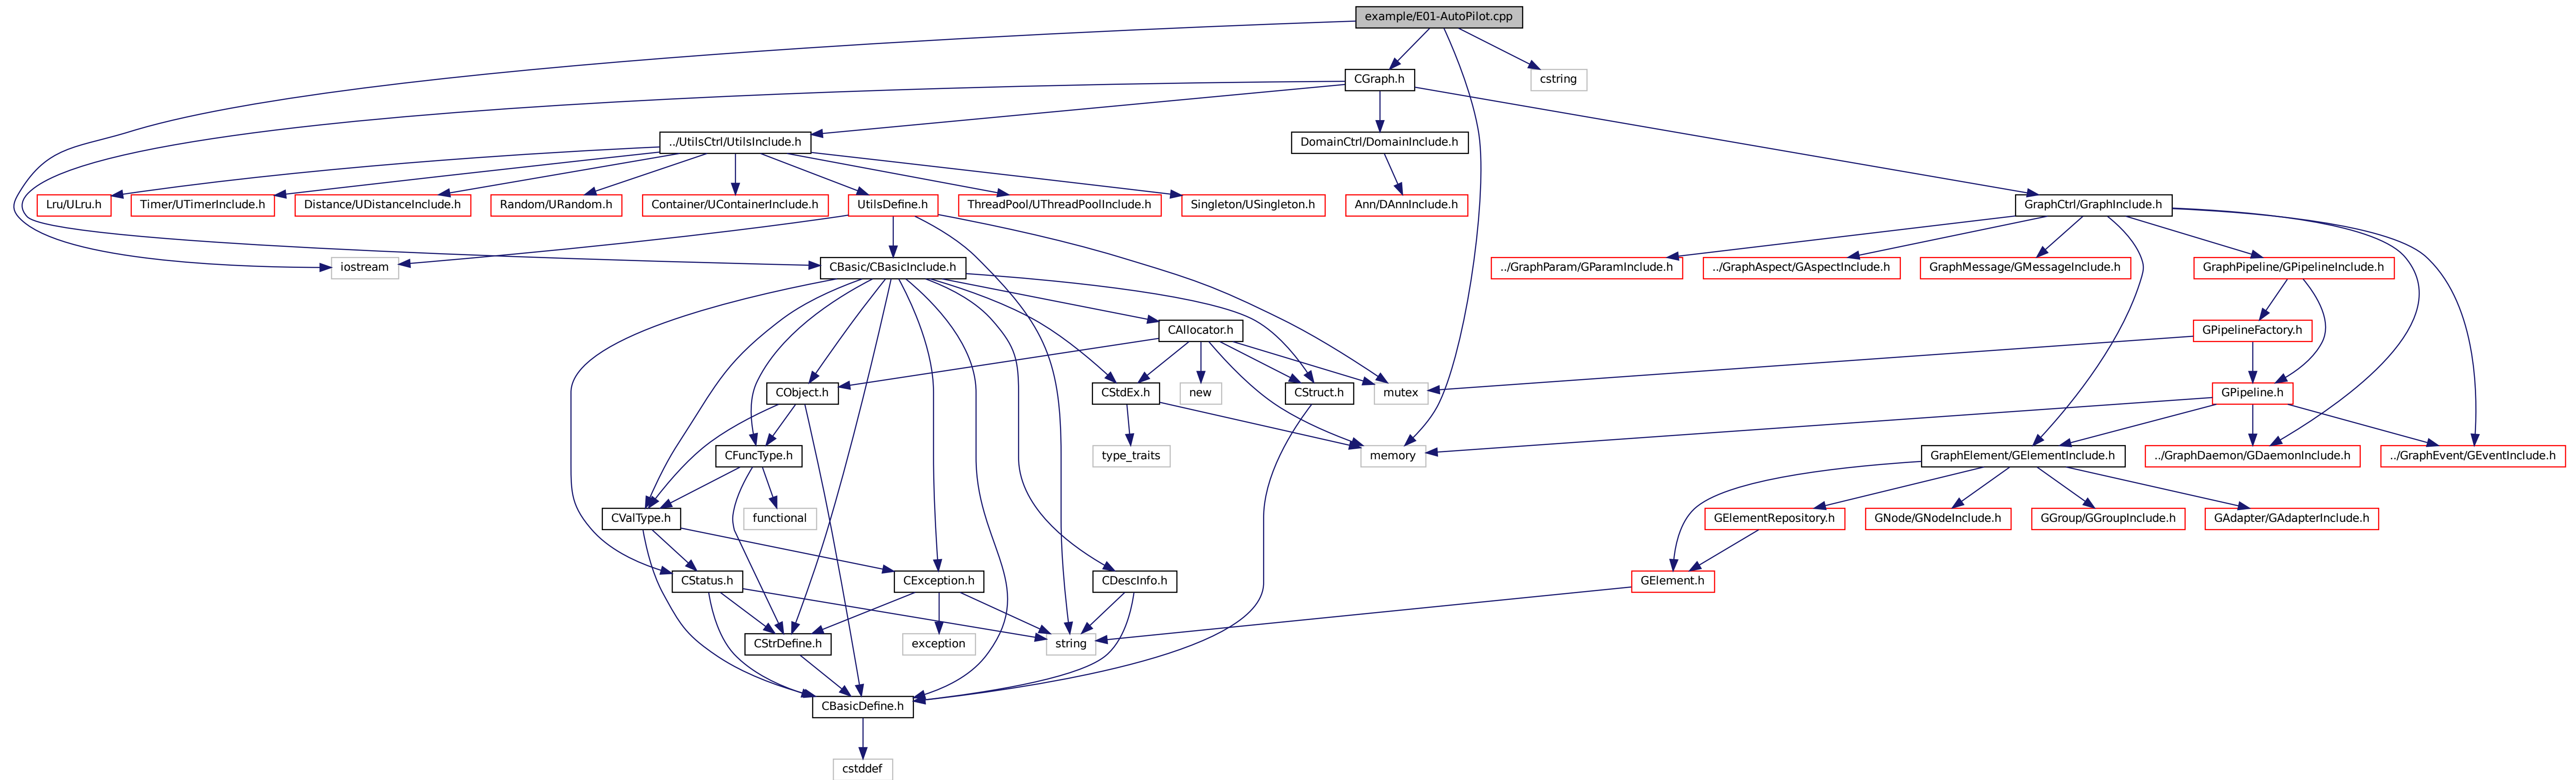 example/E01-AutoPilot.cpp
CGraph.h
cstring
../UtilsCtrl/UtilsInclude.h
DomainCtrl/DomainInclude.h
Lru/ULru.h
Timer/UTimerInclude.h
Distance/UDistanceInclude.h
Random/URandom.h
Container/UContainerInclude.h
UtilsDefine.h
ThreadPool/UThreadPoolInclude.h
Singleton/USingleton.h
Ann/DAnnInclude.h
GraphCtrl/GraphInclude.h
iostream
CBasic/CBasicInclude.h
../GraphParam/GParamInclude.h
../GraphAspect/GAspectInclude.h
GraphMessage/GMessageInclude.h
GraphPipeline/GPipelineInclude.h
CAllocator.h
GPipelineFactory.h
CObject.h
CStdEx.h
new
CStruct.h
mutex
GPipeline.h
CFuncType.h
type_traits
memory
GraphElement/GElementInclude.h
../GraphDaemon/GDaemonInclude.h
../GraphEvent/GEventInclude.h
CValType.h
functional
GElementRepository.h
GNode/GNodeInclude.h
GGroup/GGroupInclude.h
GAdapter/GAdapterInclude.h
CStatus.h
CException.h
CDescInfo.h
GElement.h
CStrDefine.h
exception
string
CBasicDefine.h
cstddef